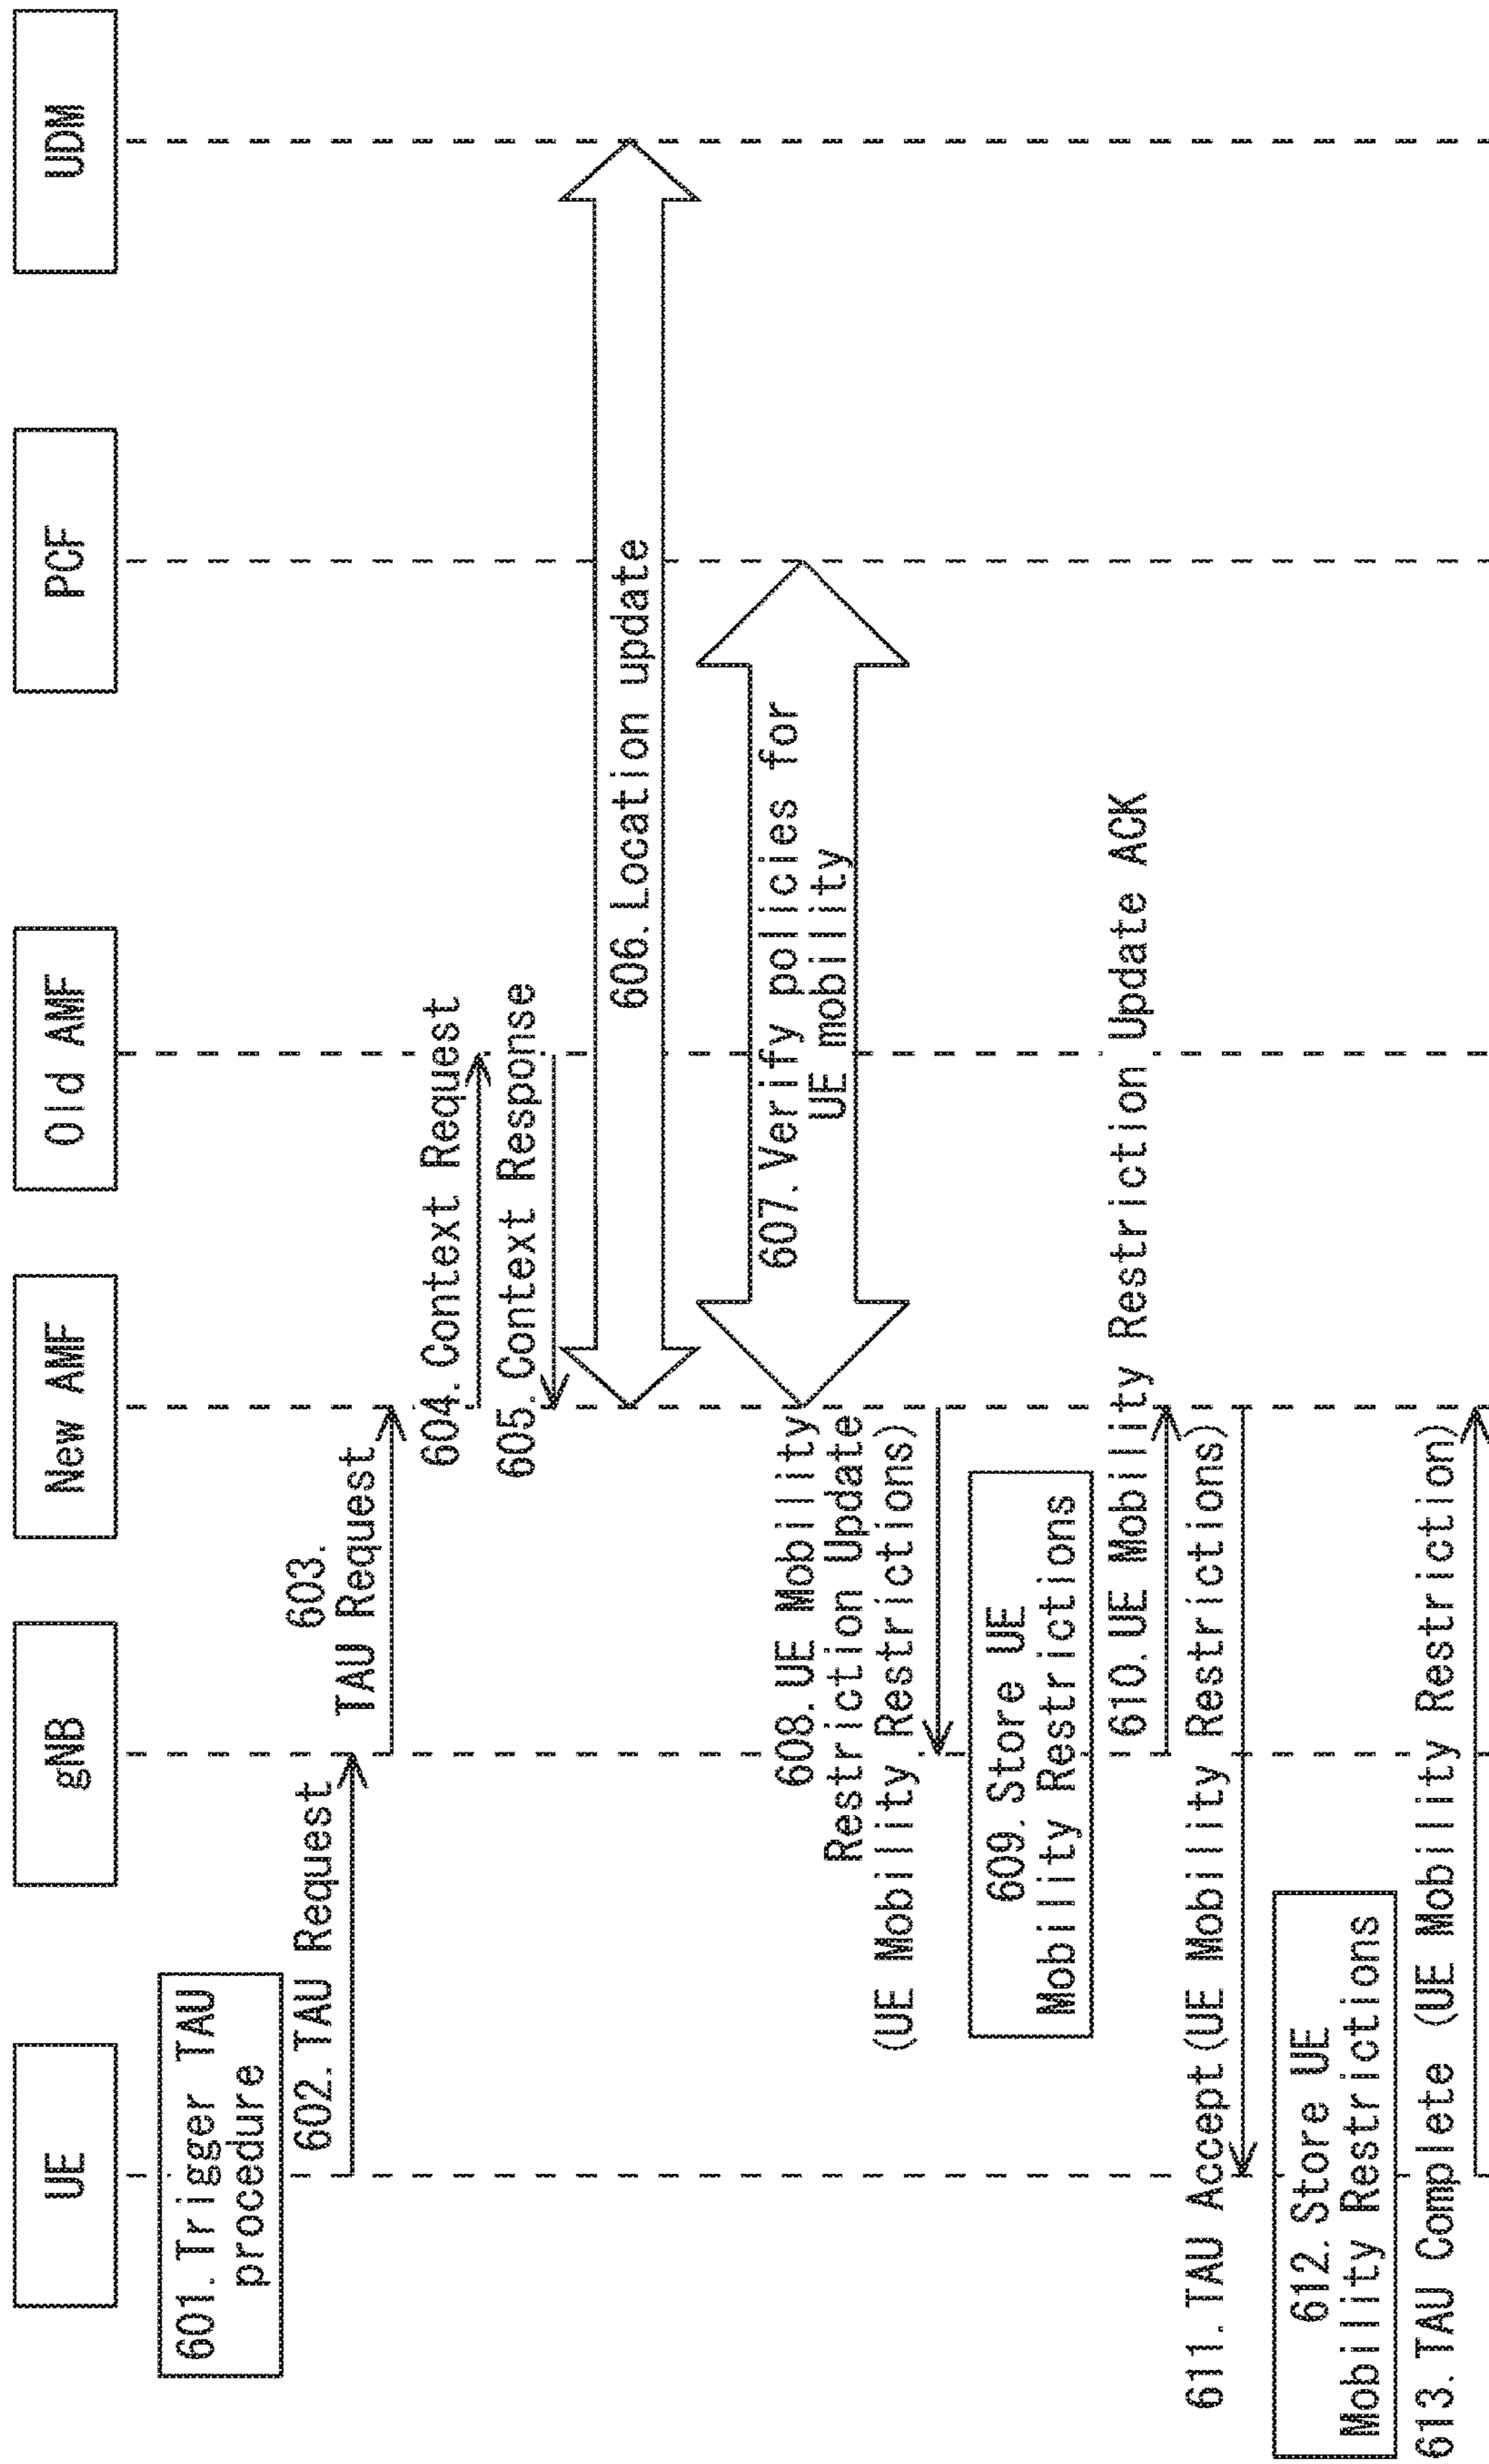 UE
gNB
New AMF
Old AMF
PCF
UDM
601.Trigger TAU
procedure
602.TAU Request
603.
TAU Request
604.Context Request
605.Context Response
606.Location update
607.Verify policies for
UE mobility
608.UE Mobility
Restriction Update
(UE Mobility Restrictions)
609.Store UE
Mobility Restrictions
610.UE Mobility Restriction Update ACK
611.TAU Accept(UE Mobility Restrictions)
612.Store UE
Mobility Restrictions
613.TAU Complete (UE Mobility Restriction)